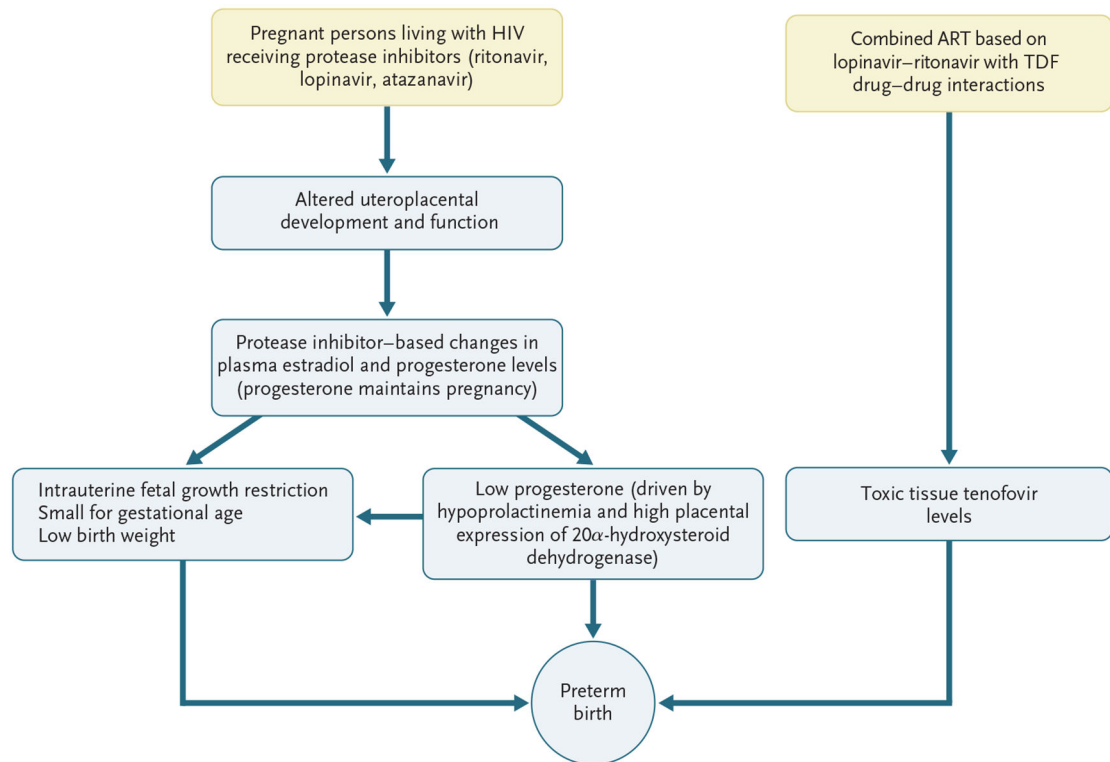 Pregnant persons living with HIV
receiving protease inhibitors (ritonavir,
lopinavir, atazanavir)
Combined ART based on
lopinavir–ritonavir with TDF
drug–drug interactions
Altered uteroplacental
development and function
Protease inhibitor–based changes in
plasma estradiol and progesterone levels
(progesterone maintains pregnancy)
Intrauterine fetal growth restriction
Small for gestational age
Low birth weight
Low progesterone (driven by
hypoprolactinemia and high placental
expression of 20α-hydroxysteroid
dehydrogenase)
Toxic tissue tenofovir
levels
Preterm
birth